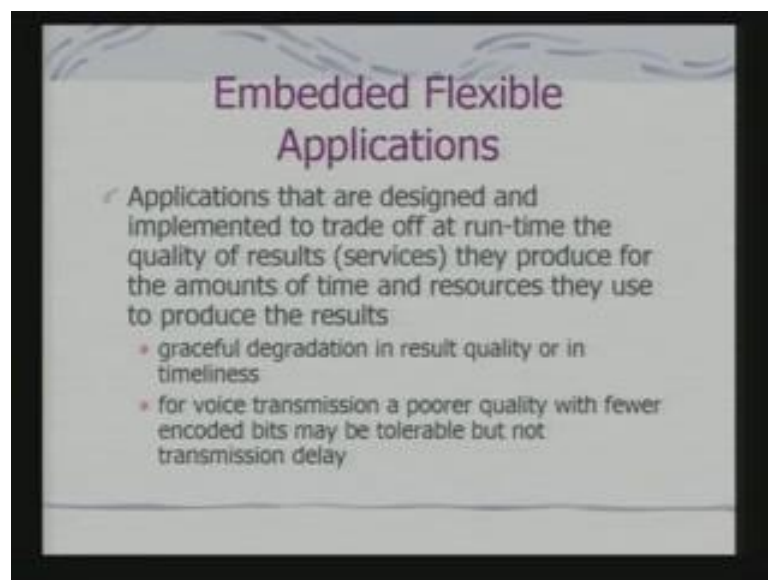 Embedded Flexible
Applications
Applications that are designed and
implemented to trade off at run-time the
quality of results (services) they produce for
the amounts of time and resources they use
to produce the results
graceful degradation in result quality or in
timeliness
for voice transmission a poorer quality with fewer
encoded bits may be tolerable but not
transmission delay